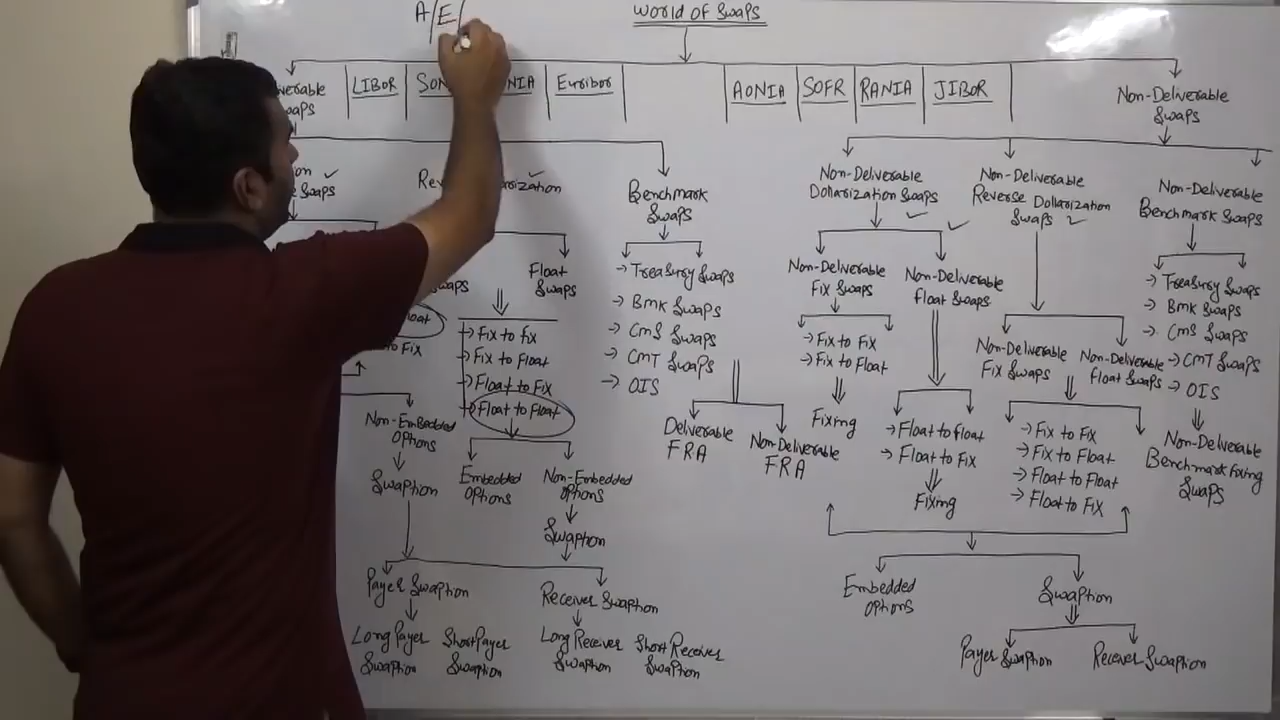 A/E/
World of Swaps
LIBOR
Euribor
AONIA
SOFR
RANIA
JIBOR
Non-Deliverable
Swaps
Swaps
Benchmark
Swaps
Non-Deliverable
Dollarization Swaps
Non-Deliverable
Reverse Dollarization
Swaps
Non-Deliverable
Benchmark Swaps
Float
Swaps
→ Treasury Swaps
→ Bmk Swaps
→ CMS Swaps
→ CMT Swaps
→ OIS
Non-Deliverable
Fix Swaps
Non-Deliverable
Float Swaps
→ Treasury Swaps
→ Bmk Swaps
→ CMS Swaps
→ CMT Swaps
→ OIS
to Fix
→ Fix to fix
→ Fix to Float
→ Float to Fix
→ Float to Float
→ Fix to Fix
→ Fix to Float
Fixing
Non-Deliverable
Fix Swaps
Non-Deliverable
Float Swaps
Non-Embedded
Options
Swaption
Embedded
Options
Non-Embedded
Options
Swaption
Deliverable
FRA
Non-Deliverable
FRA
→ Float to float
→ Float to Fix
Fixing
→ Fix to Fix
→ Fix to Float
→ Float to Float
→ Float to Fix
Non-Deliverable
Benchmark Fixing
Swaps
Payer Swaption
Receiver Swaption
Embedded
Options
Swaption
Long Payer
Swaption
Short Payer
Swaption
Long Receiver
Swaption
Short Receiver
Swaption
Payer Swaption
Receiver Swaption